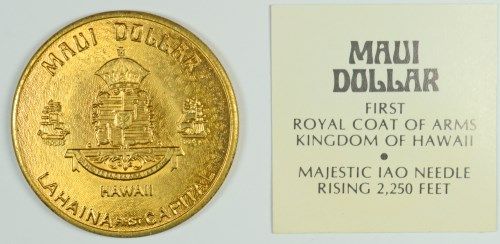 MAUI DOLLAR
HAWAII
LAHAINA FIRST CAPITAL
MAUI
DOLLAR
FIRST
ROYAL COAT OF ARMS
KINGDOM OF HAWAII
•
MAJESTIC IAO NEEDLE
RISING 2,250 FEET